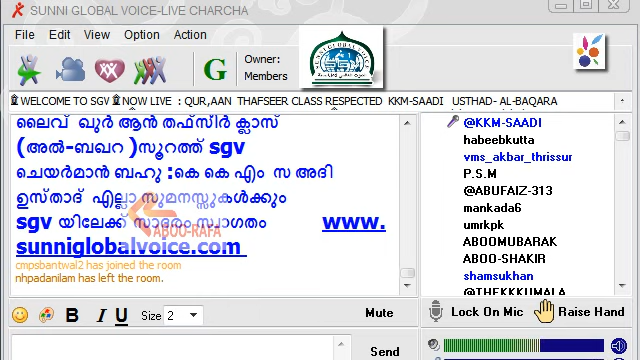 SUNNI GLOBAL VOICE-LIVE CHARCHA
File Edit View Option Action
G Owner:
Members
SUNNI GLOBAL VOICE
WELCOME TO SGV NOW LIVE : QUR,AAN THAFSEER CLASS RESPECTED KKM-SAADI USTHAD- AL-BAQARA
ലൈവ് ഖുർ ആൻ തഫ്സീർ ക്ലാസ്
(അൽ-ബഖറ )സൂറത്ത് sgv
ചെയർമാൻ ബഹു :കെ കെ എം സ അദി
ഉസ്താദ് എല്ലാ സുമനസ്സുകൾക്കും
sgv യിലേക്ക് സാദരം സ്വാഗതം www.
sunniglobalvoice.com
ABOO-RAFA
cmpsbantwal2 has joined the room
nhpadanilam has left the room.
@KKM-SAADI
habeebkutta
vms_akbar_thrissur
P.S.M
@ABUFAIZ-313
mankada6
umrkpk
ABOOMUBARAK
ABOO-SHAKIR
shamsukhan
@THEKKKUMALA
B I U Size 2 Mute
Lock On Mic Raise Hand
Send